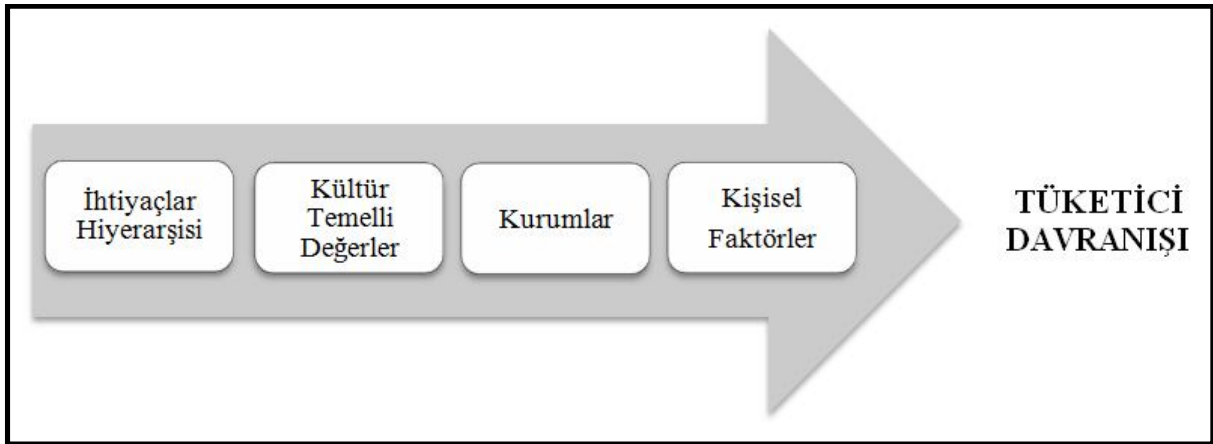 İhtiyaçlar
Hiyerarşisi
Kültür
Temelli
Değerler
Kurumlar
Kişisel
Faktörler
TÜKETİCİ
DAVRANIŞI